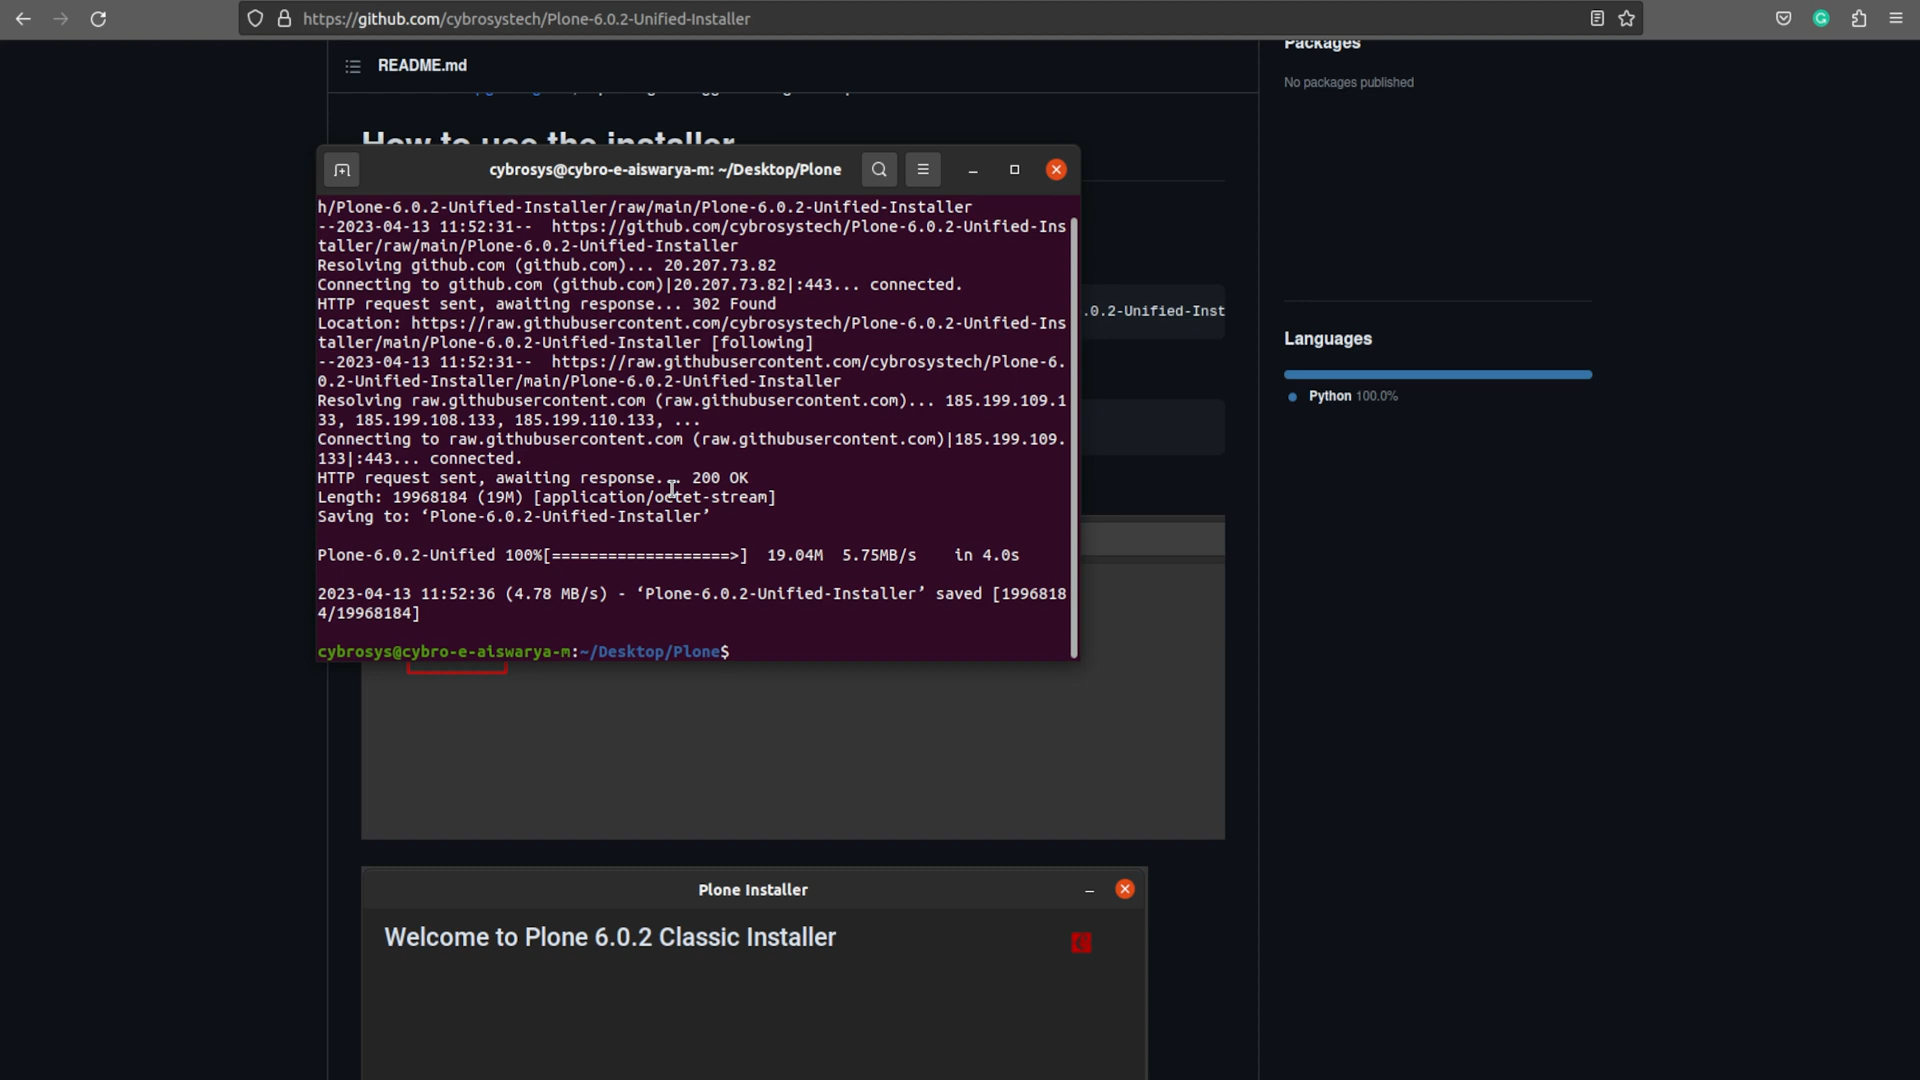 https://github.com/cybrosystech/Plone-6.0.2-Unified-Installer
README.md
Packages
No packages published
How to use the installer
cybrosys@cybro-e-aiswarya-m: ~/Desktop/Plone
h/Plone-6.0.2-Unified-Installer/raw/main/Plone-6.0.2-Unified-Installer
--2023-04-13 11:52:31--  https://github.com/cybrosystech/Plone-6.0.2-Unified-Ins
taller/raw/main/Plone-6.0.2-Unified-Installer
Resolving github.com (github.com)... 20.207.73.82
Connecting to github.com (github.com)|20.207.73.82|:443... connected.
HTTP request sent, awaiting response... 302 Found
Location: https://raw.githubusercontent.com/cybrosystech/Plone-6.0.2-Unified-Ins
taller/main/Plone-6.0.2-Unified-Installer [following]
--2023-04-13 11:52:31--  https://raw.githubusercontent.com/cybrosystech/Plone-6.
0.2-Unified-Installer/main/Plone-6.0.2-Unified-Installer
Resolving raw.githubusercontent.com (raw.githubusercontent.com)... 185.199.109.1
33, 185.199.108.133, 185.199.110.133, ...
Connecting to raw.githubusercontent.com (raw.githubusercontent.com)|185.199.109.
133|:443... connected.
HTTP request sent, awaiting response... 200 OK
Length: 19968184 (19M) [application/octet-stream]
Saving to: ‘Plone-6.0.2-Unified-Installer’
Plone-6.0.2-Unified 100%[===================>]  19.04M  5.75MB/s    in 4.0s
2023-04-13 11:52:36 (4.78 MB/s) - ‘Plone-6.0.2-Unified-Installer’ saved [1996818
4/19968184]
cybrosys@cybro-e-aiswarya-m:~/Desktop/Plone$
.0.2-Unified-Inst
Languages
Python 100.0%
Plone Installer
Welcome to Plone 6.0.2 Classic Installer